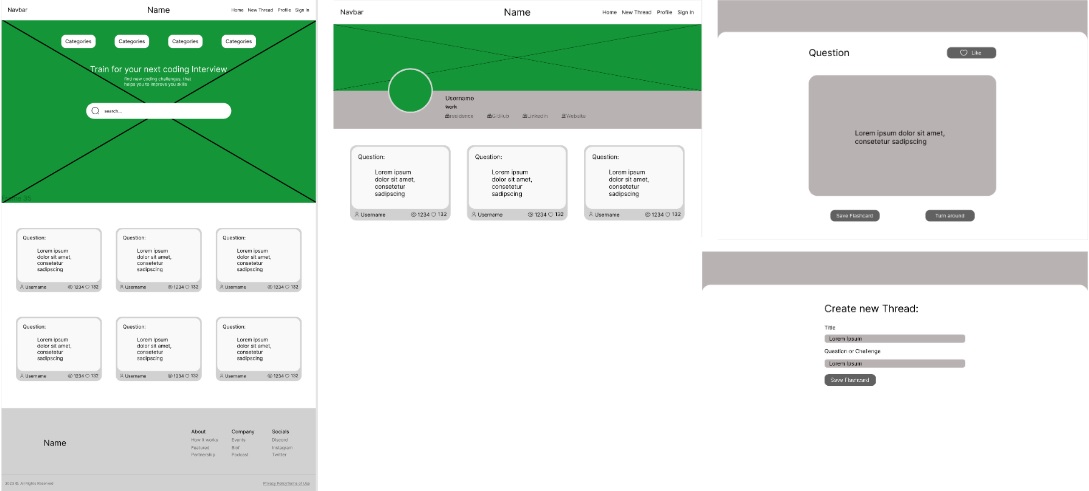 Navbar
Name
Home New Thread Profile Sign In
Categories Categories Categories Categories
Train for your next coding Interview
find new coding challenges, that
helps you to improve you skills
search...
Question:
Lorem ipsum
dolor sit amet,
consetetur
sadipscing
Username 1234 132
Question:
Lorem ipsum
dolor sit amet,
consetetur
sadipscing
Username 1234 132
Question:
Lorem ipsum
dolor sit amet,
consetetur
sadipscing
Username 1234 132
Question:
Lorem ipsum
dolor sit amet,
consetetur
sadipscing
Username 1234 132
Question:
Lorem ipsum
dolor sit amet,
consetetur
sadipscing
Username 1234 132
Question:
Lorem ipsum
dolor sit amet,
consetetur
sadipscing
Username 1234 132
Name
About
How it works
Featured
Partnership
Company
Events
Blog
Podcast
Socials
Discord
Instagram
Twitter
All Rights Reserved
Navbar
Name
Home New Thread Profile Sign In
Username
Work
Residence GitHub LinkedIn Website
Question:
Lorem ipsum
dolor sit amet,
consetetur
sadipscing
Username 1234 132
Question:
Lorem ipsum
dolor sit amet,
consetetur
sadipscing
Username 1234 132
Question:
Lorem ipsum
dolor sit amet,
consetetur
sadipscing
Username 1234 132
Question
Like
Lorem ipsum dolor sit amet,
consetetur sadipscing
Save Flashcard
Turn around
Create new Thread:
Title
Lorem Ipsum
Question or Challenge
Lorem Ipsum
Save Flashcard